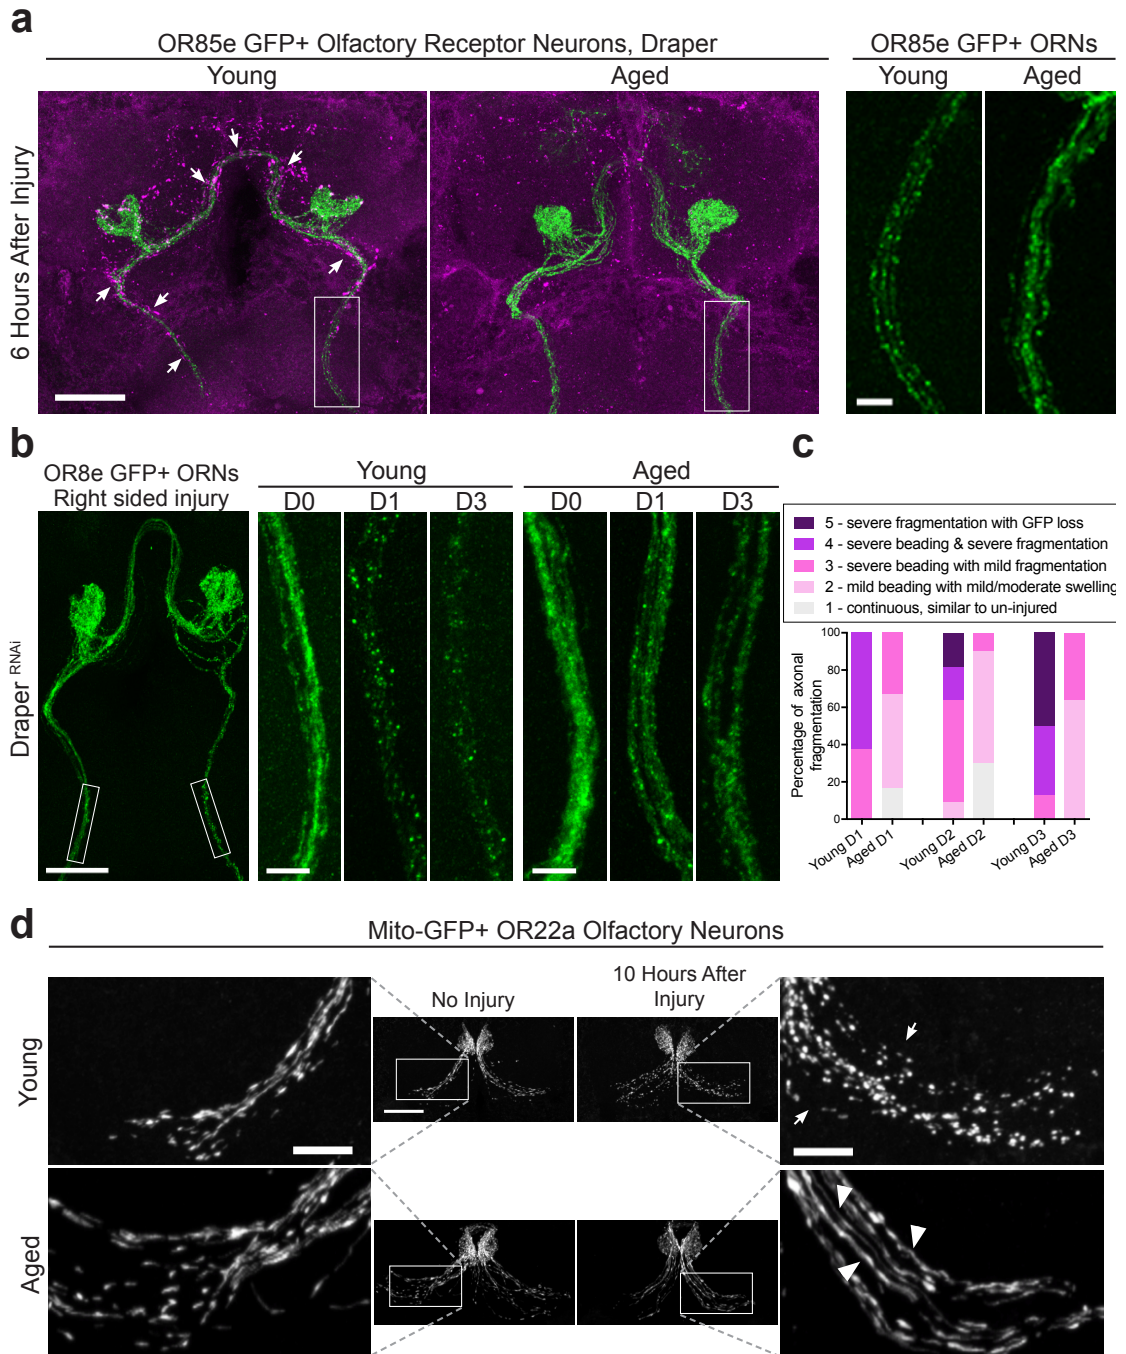 a
OR85e GFP+ Olfactory Receptor Neurons, Draper
OR85e GFP+ ORNs
Young
Aged
Young
Aged
6 Hours After Injury
b
OR8e GFP+ ORNs
Right sided injury
Young
Aged
D0
D1
D3
D0
D1
D3
Draper RNAi
c
5 - severe fragmentation with GFP loss
4 - severe beading & severe fragmentation
3 - severe beading with mild fragmentation
2 - mild beading with mild/moderate swelling
1 - continuous, similar to un-injured
Percentage of axonal
fragmentation
100
80
60
40
20
0
Young D1
Aged D1
Young D2
Aged D2
Young D3
Aged D3
d
Mito-GFP+ OR22a Olfactory Neurons
No Injury
10 Hours After
Injury
Young
Aged